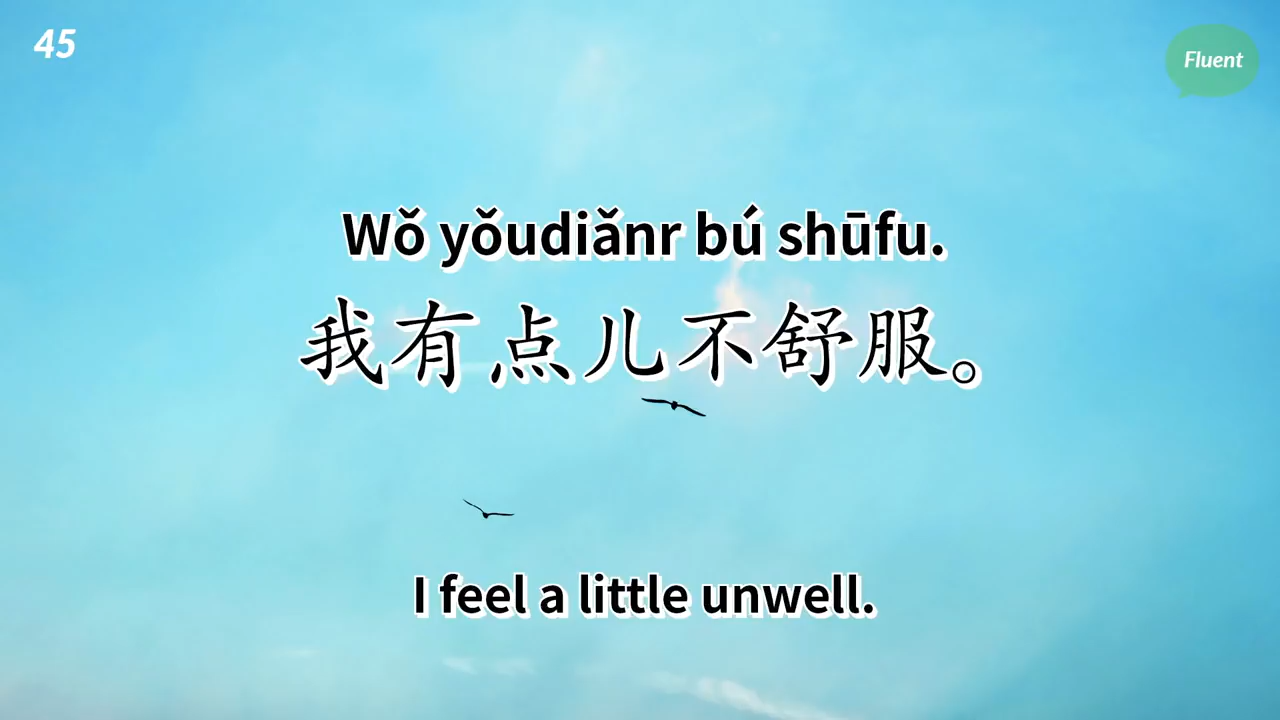 45
Fluent
Wǒ yǒudiǎnr bú shūfu.
我有点儿不舒服。
I feel a little unwell.